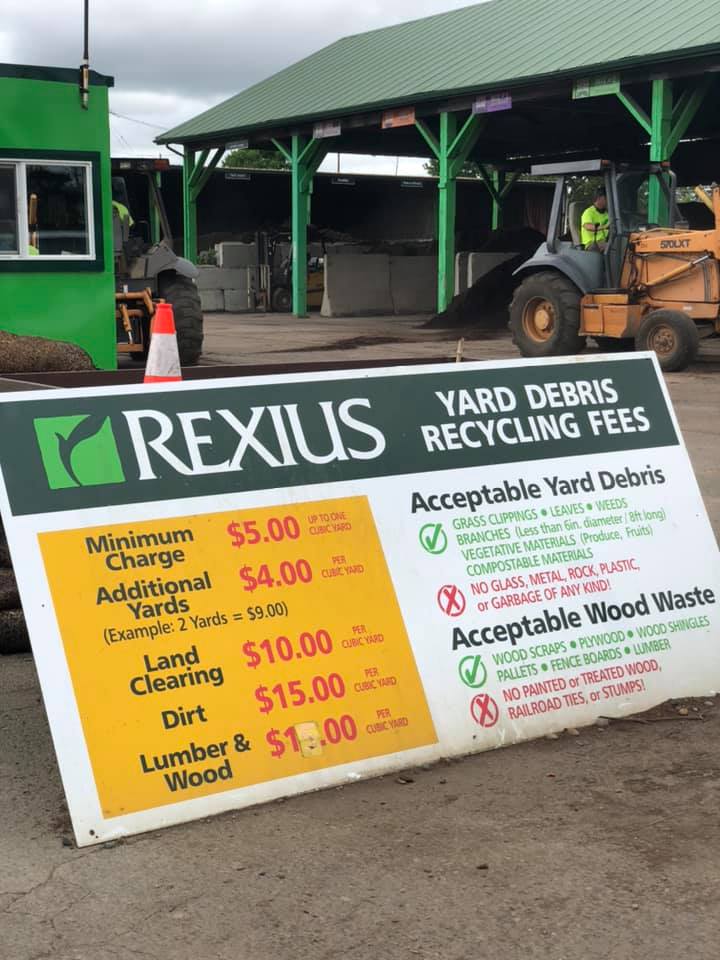 REXIUS
YARD DEBRIS
RECYCLING FEES
Minimum
Charge
$5.00
UP TO ONE
CUBIC YARD
Additional
Yards
$4.00
PER
CUBIC YARD
(Example: 2 Yards = $9.00)
Land
Clearing
$10.00
PER
CUBIC YARD
Dirt
$15.00
PER
CUBIC YARD
Lumber &
Wood
PER
CUBIC YARD
Acceptable Yard Debris
GRASS CLIPPINGS • LEAVES • WEEDS
BRANCHES (Less than 6in. diameter / 8ft long)
VEGETATIVE MATERIALS (Produce, Fruits)
COMPOSTABLE MATERIALS
NO GLASS, METAL, ROCK, PLASTIC,
or GARBAGE OF ANY KIND!
Acceptable Wood Waste
WOOD SCRAPS • PLYWOOD • WOOD SHINGLES
PALLETS • FENCE BOARDS • LUMBER
NO PAINTED or TREATED WOOD,
RAILROAD TIES, or STUMPS!
570LXT